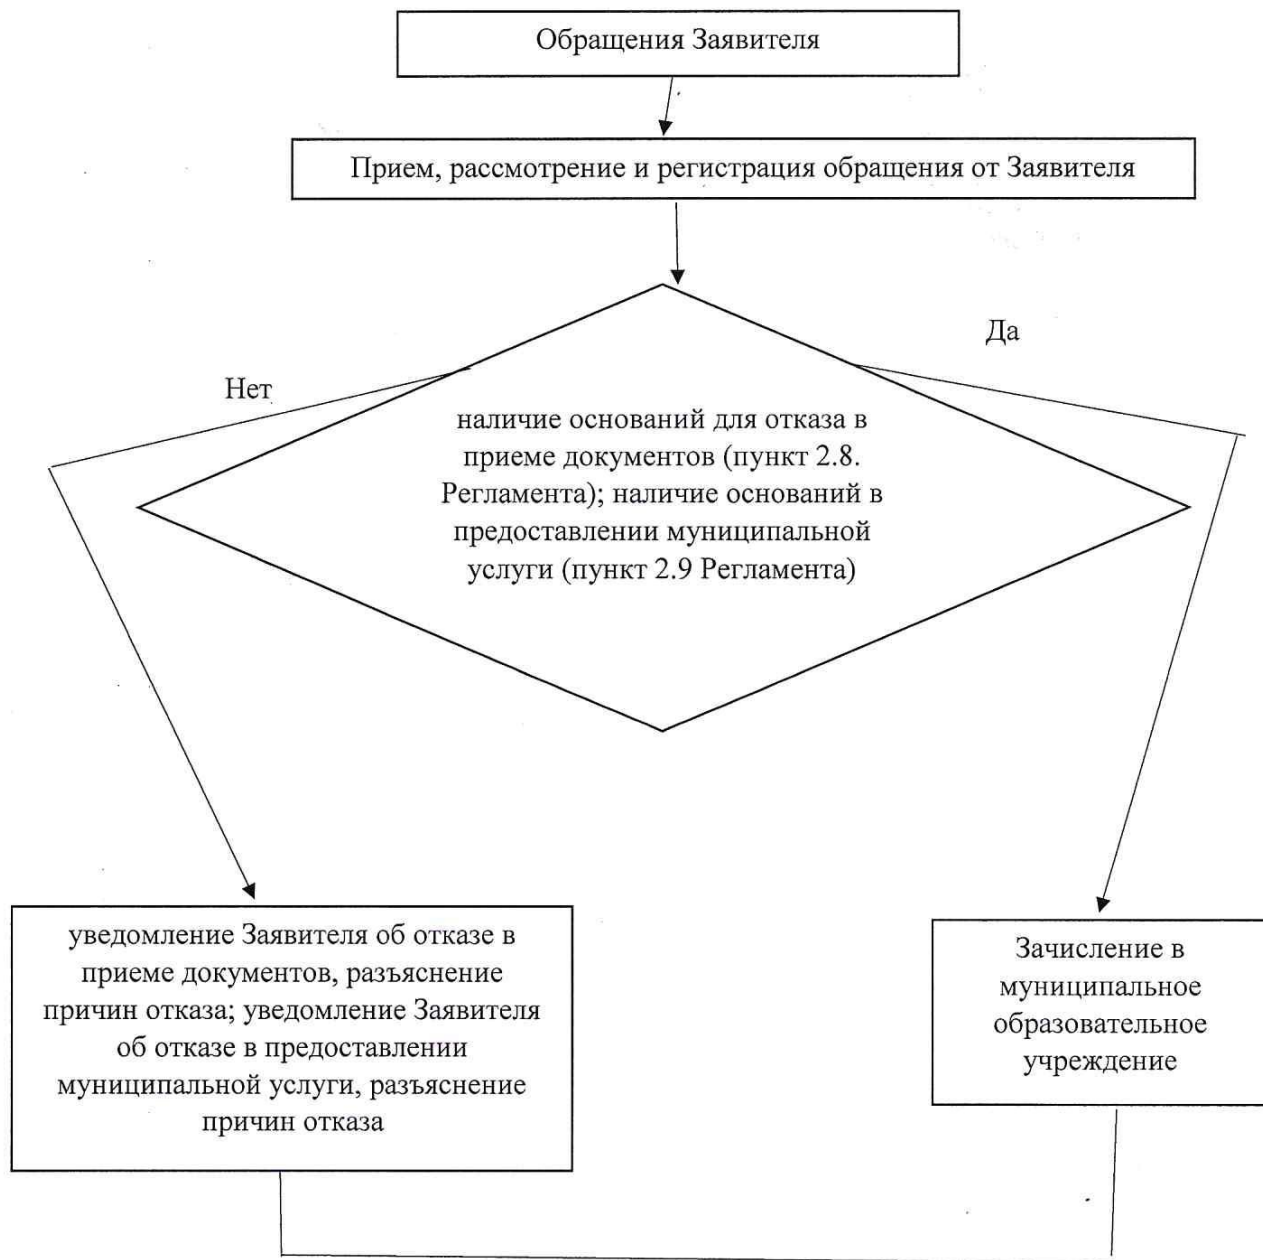 Обращения Заявителя
Прием, рассмотрение и регистрация обращения от Заявителя
Да
Нет
наличие оснований для отказа в
приеме документов (пункт 2.8.
Регламента); наличие оснований в
предоставлении муниципальной
услуги (пункт 2.9 Регламента)
уведомление Заявителя об отказе в
приеме документов, разъяснение
причин отказа; уведомление Заявителя
об отказе в предоставлении
муниципальной услуги, разъяснение
причин отказа
Зачисление в
муниципальное
образовательное
учреждение